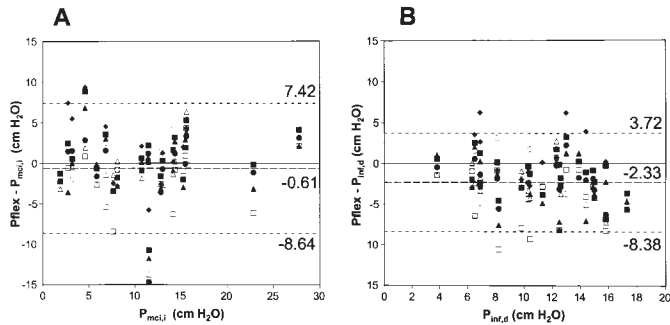 A
B
15
10
5
0
-5
-10
-15
Pflex - Pmci,i
(cm H2O)
7.42
-0.61
-8.64
0 5 10 15 20 25 30
Pmci,i (cm H2O)
15
10
5
0
-5
-10
-15
Pflex - Pinf,d
(cm H2O)
3.72
-2.33
-8.38
0 2 4 6 8 10 12 14 16 18 20
Pinf,d (cm H2O)